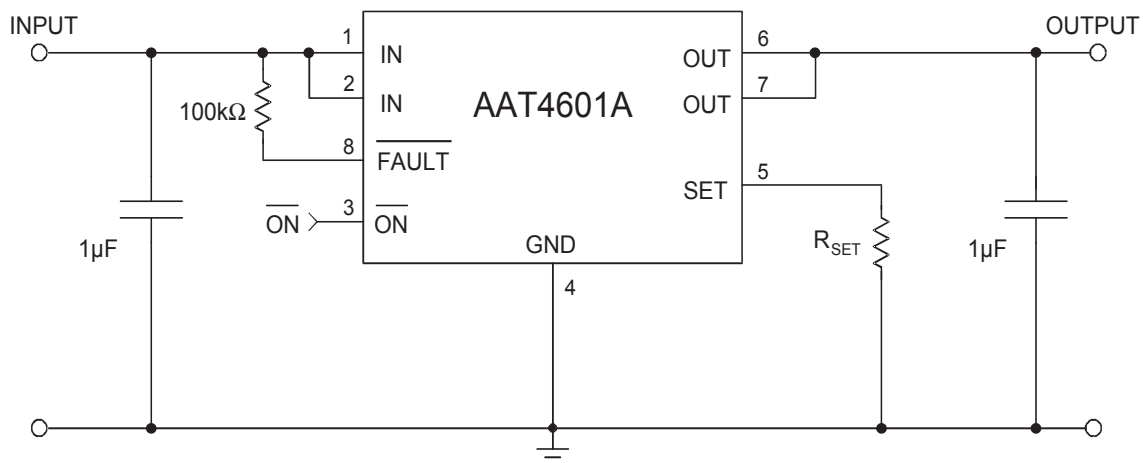 INPUT
OUTPUT
1
IN
2
IN
100kΩ
8
FAULT
3
ON
ON
AAT4601A
OUT
6
OUT
7
SET
5
GND
4
1µF
R_SET
1µF